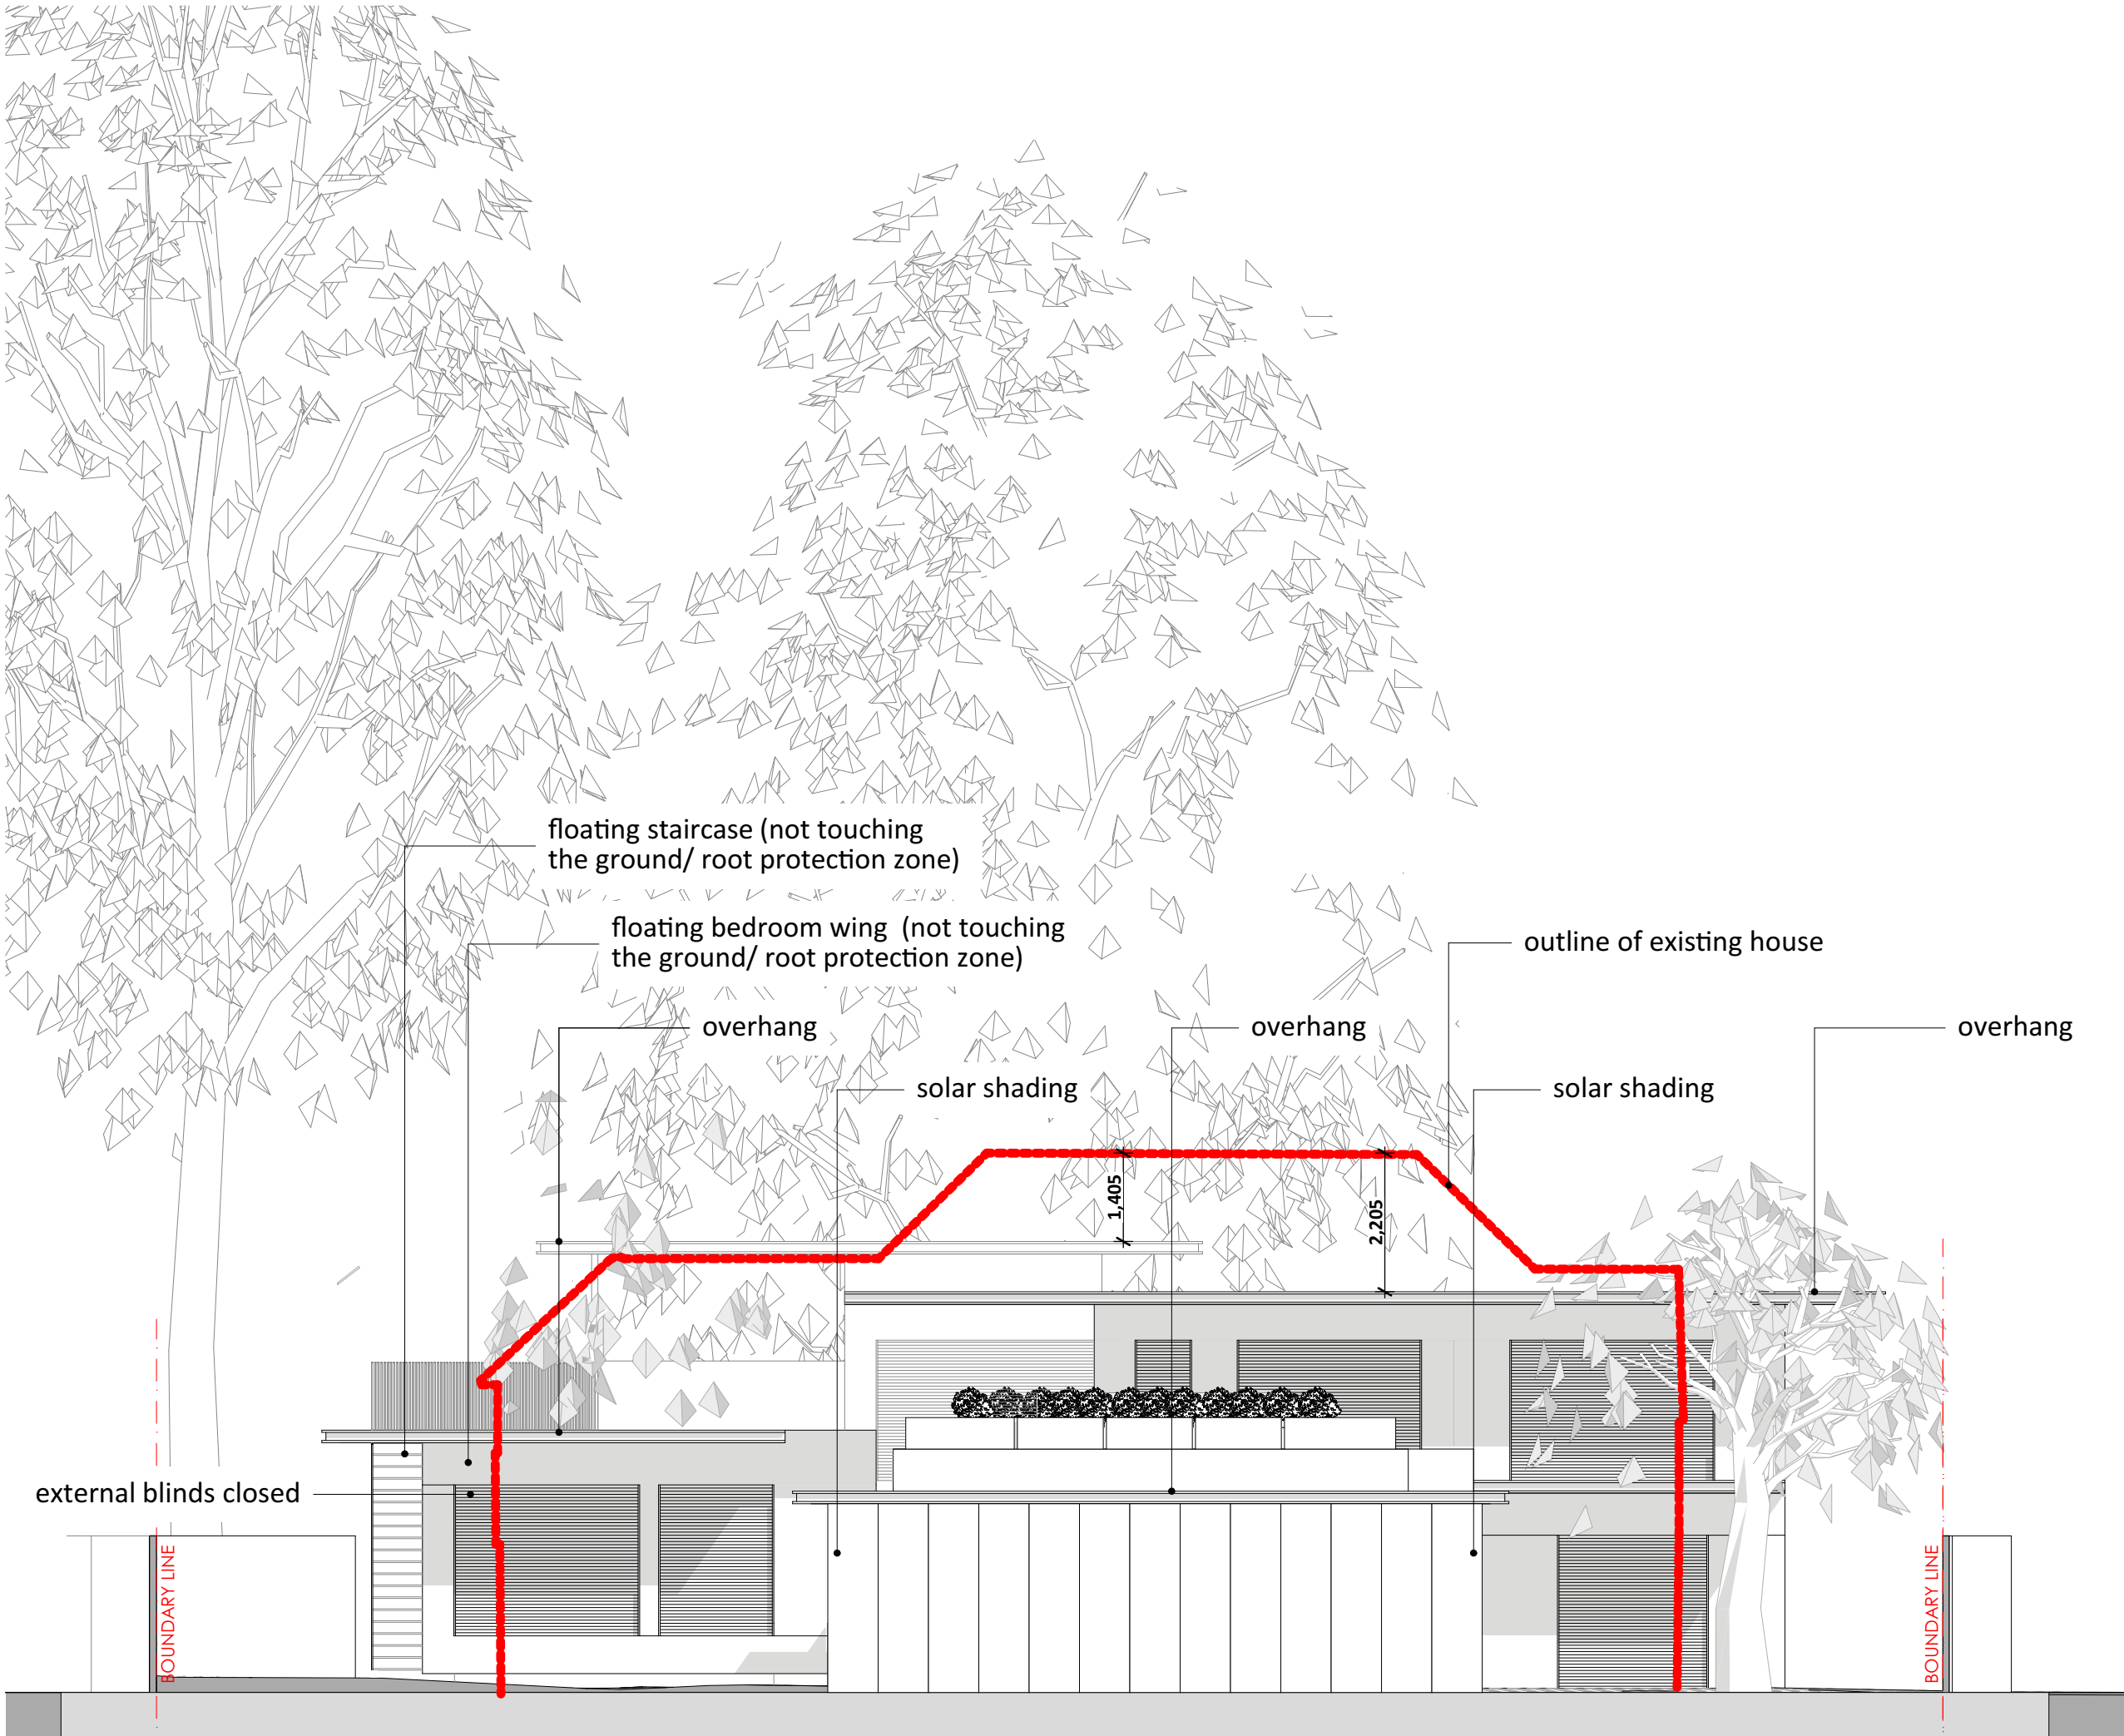 floating staircase (not touching
the ground/ root protection zone)
floating bedroom wing  (not touching
the ground/ root protection zone)
outline of existing house
overhang
overhang
overhang
solar shading
solar shading
1,405
2,205
external blinds closed
BOUNDARY LINE
BOUNDARY LINE